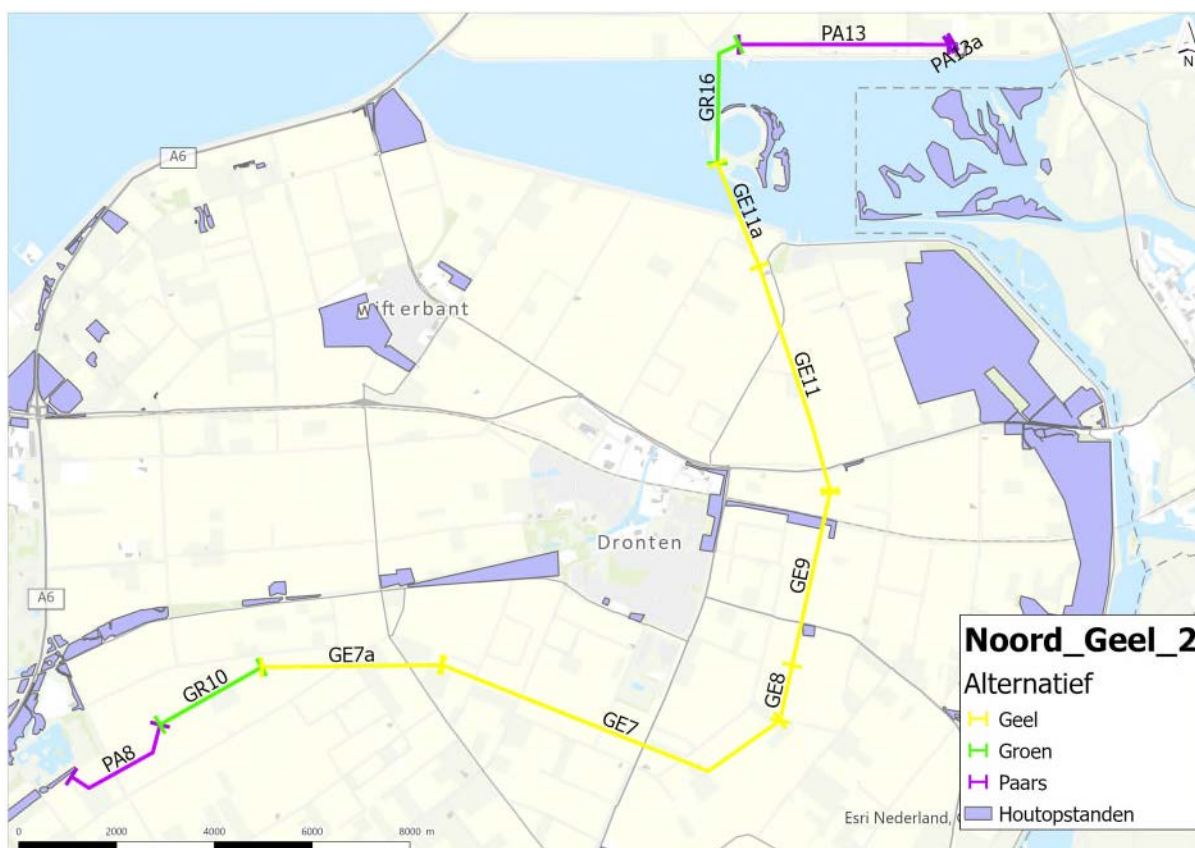 PA13
PA13a
N
GR16
A6
GE11a
Swifterbant
GE11
Dronten
GE9
A6
GE7a
GR10
GE8
GE7
PA8
Noord_Geel_2
Alternatief
Geel
Groen
Paars
Houtopstanden
Esri Nederland,
0 2000 4000 6000 8000 m